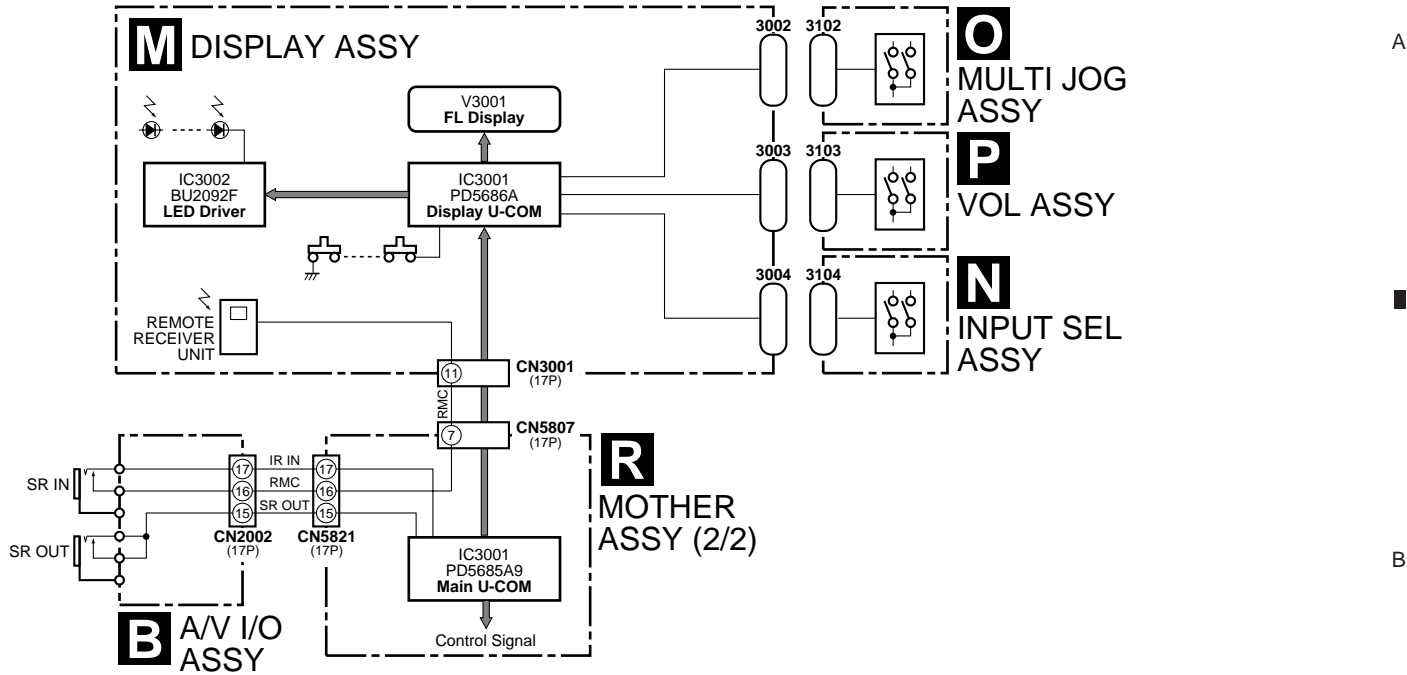 M DISPLAY ASSY
3002 3102
O
MULTI JOG
ASSY
A
V3001
FL Display
3003 3103
P
VOL ASSY
IC3002
BU2092F
LED Driver
IC3001
PD5686A
Display U-COM
3004 3104
N
INPUT SEL
ASSY
REMOTE
RECEIVER
UNIT
11
CN3001
(17P)
RMC
7
CN5807
(17P)
R
MOTHER
ASSY (2/2)
SR IN
17 IR IN 17
16 RMC 16
15 SR OUT 15
SR OUT
CN2002
(17P)
CN5821
(17P)
IC3001
PD5685A9
Main U-COM
B
Control Signal
B A/V I/O
ASSY